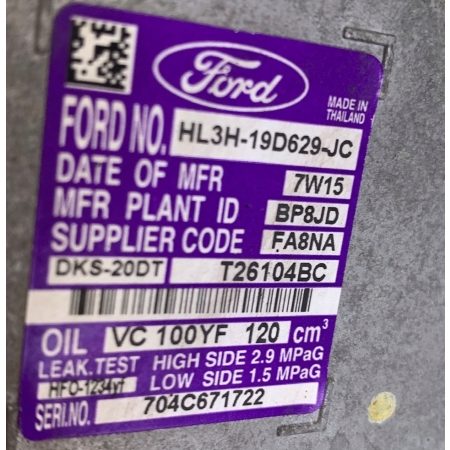 Ford
MADE IN
THAILAND
FORD NO. HL3H-19D629-JC
DATE OF MFR 7W15
MFR PLANT ID BP8JD
SUPPLIER CODE FA8NA
DKS-20DT T26104BC
OIL VC 100YF 120 cm³
LEAK.TEST HIGH SIDE 2.9 MPaG
HFO-1234yf LOW SIDE 1.5 MPaG
SERI.NO. 704C671722